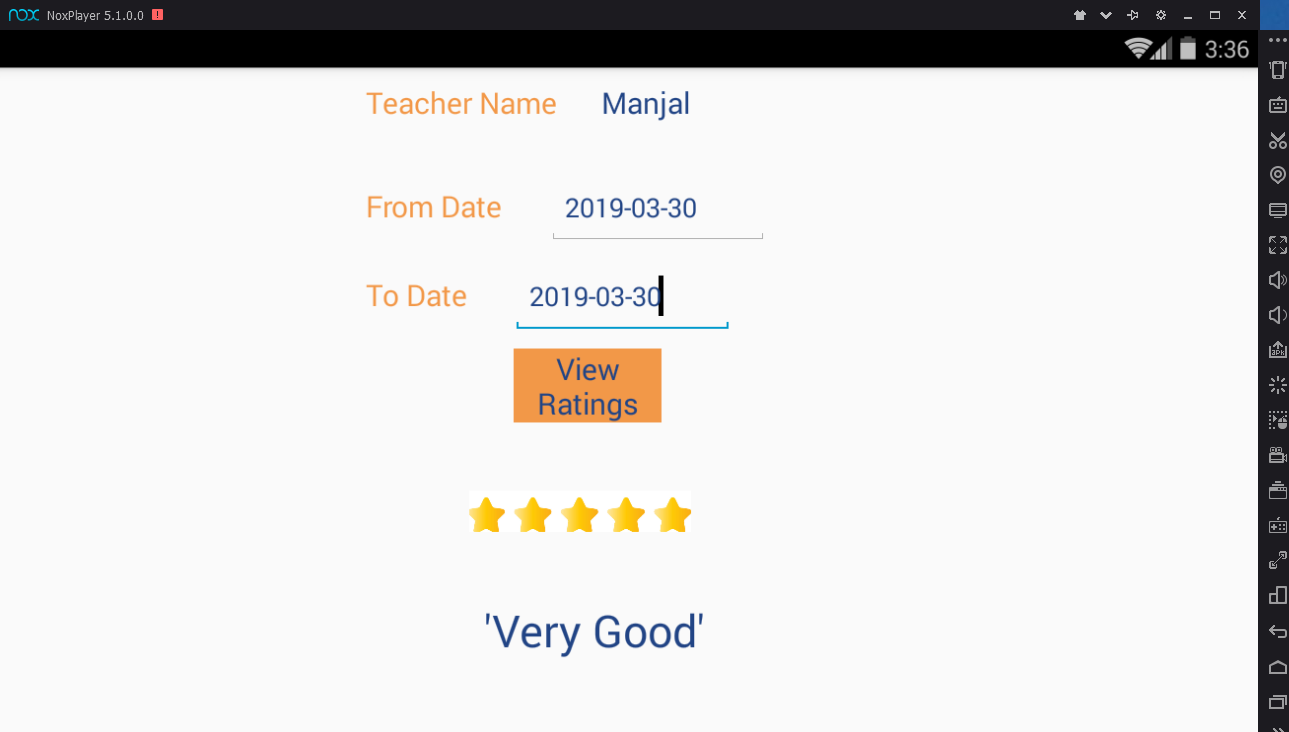 nox NoxPlayer 5.1.0.0
3:36
Teacher Name Manjal
From Date 2019-03-30
To Date 2019-03-30
View
Ratings
'Very Good'